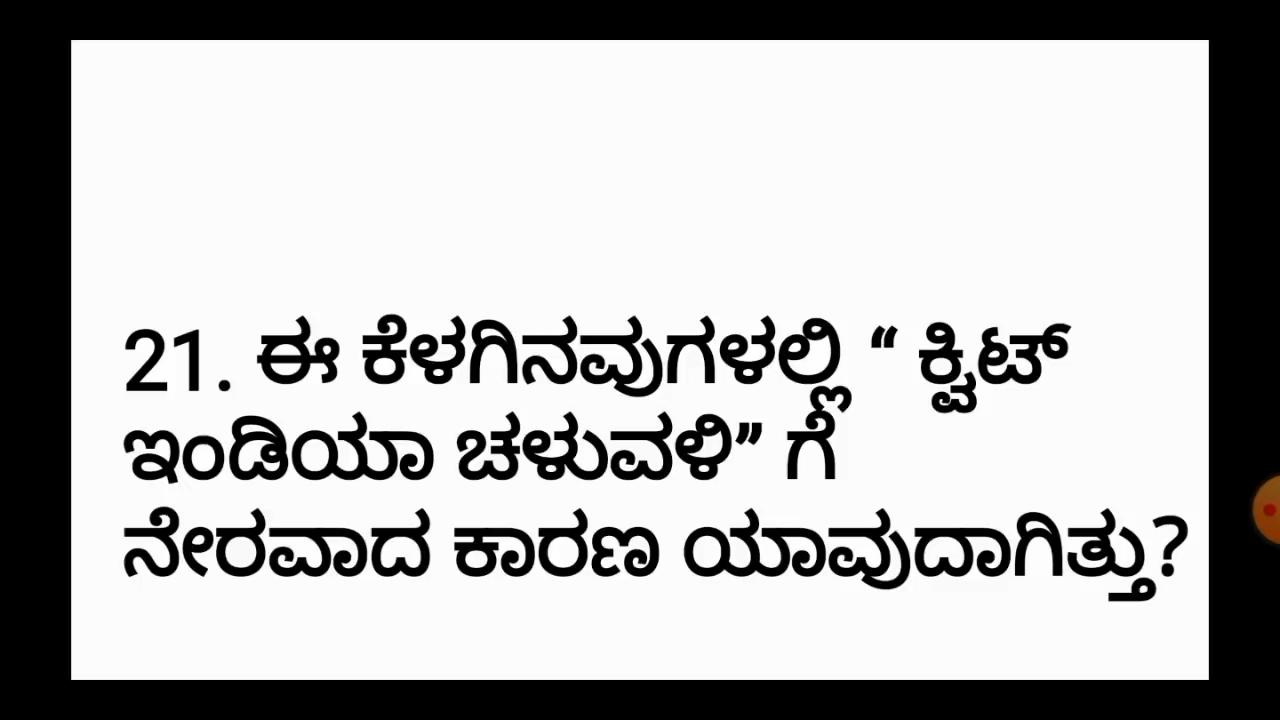 21. ಈ ಕೆಳಗಿನವುಗಳಲ್ಲಿ “ ಕ್ವಿಟ್
ಇಂಡಿಯಾ ಚಳುವಳಿ” ಗೆ
ನೇರವಾದ ಕಾರಣ ಯಾವುದಾಗಿತ್ತು?